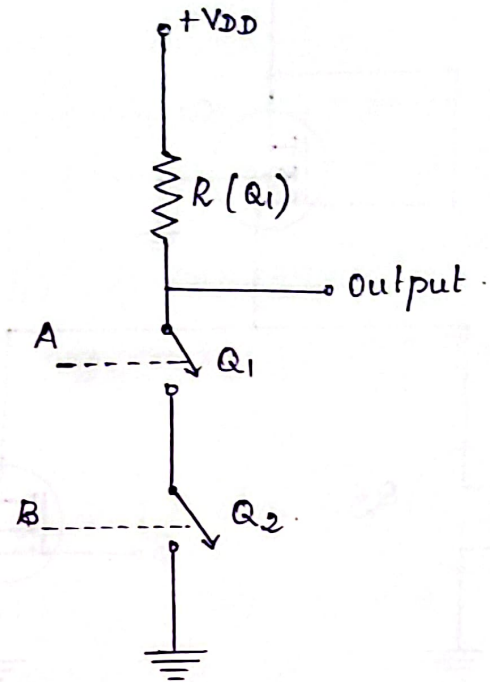 +VDD
R (Q1)
Output.
A
Q1
B
Q2.